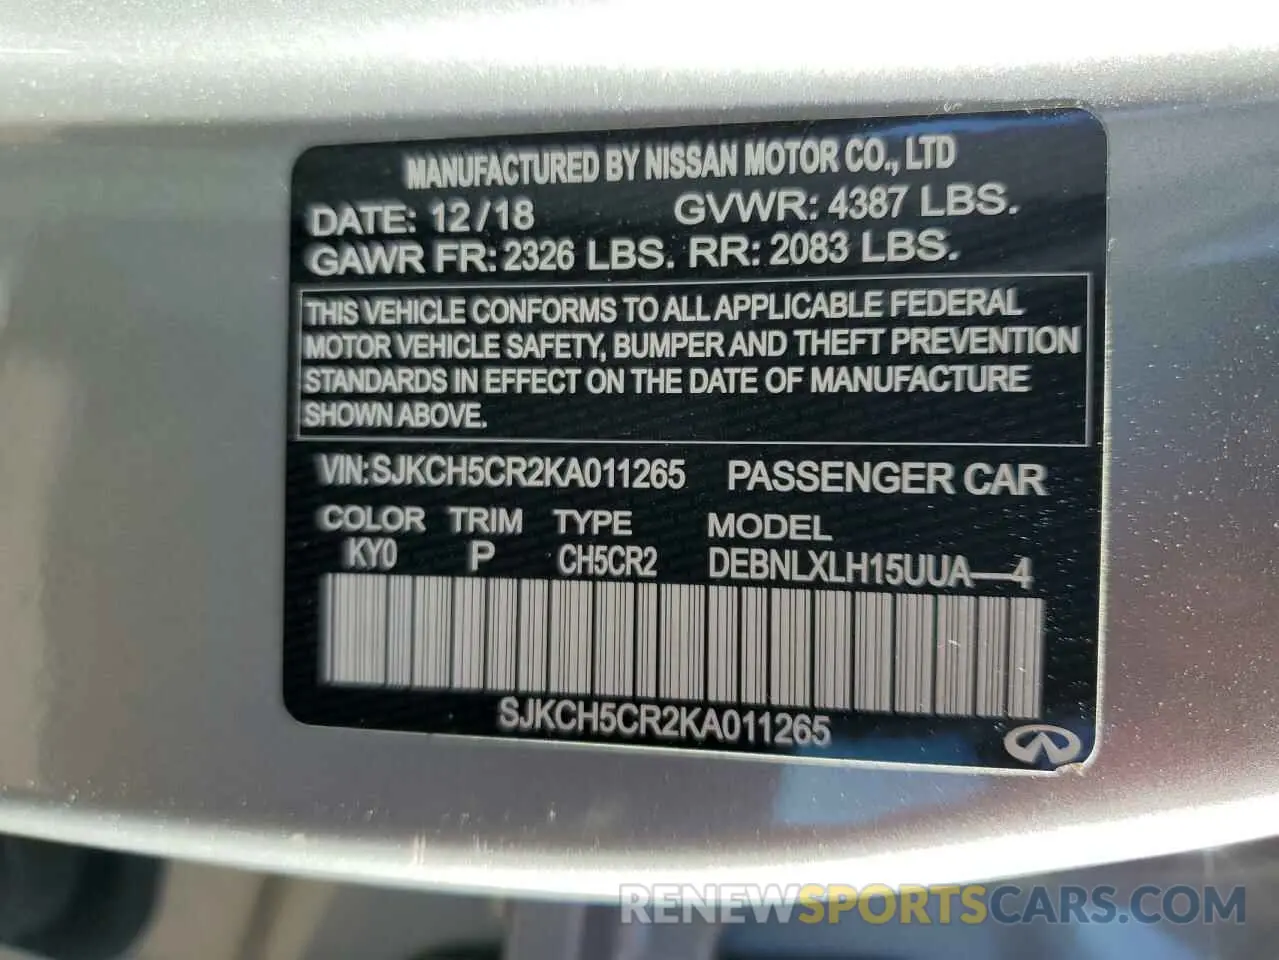 MANUFACTURED BY NISSAN MOTOR CO., LTD
DATE: 12/18 GVWR: 4387 LBS.
GAWR FR: 2326 LBS. RR: 2083 LBS.
THIS VEHICLE CONFORMS TO ALL APPLICABLE FEDERAL
MOTOR VEHICLE SAFETY, BUMPER AND THEFT PREVENTION
STANDARDS IN EFFECT ON THE DATE OF MANUFACTURE
SHOWN ABOVE.
VIN: SJKCH5CR2KA011265 PASSENGER CAR
COLOR TRIM TYPE MODEL
KY0 P CH5CR2 DEBNLXLH15UUA—4
SJKCH5CR2KA011265
RENEWSPORTSCARS.COM